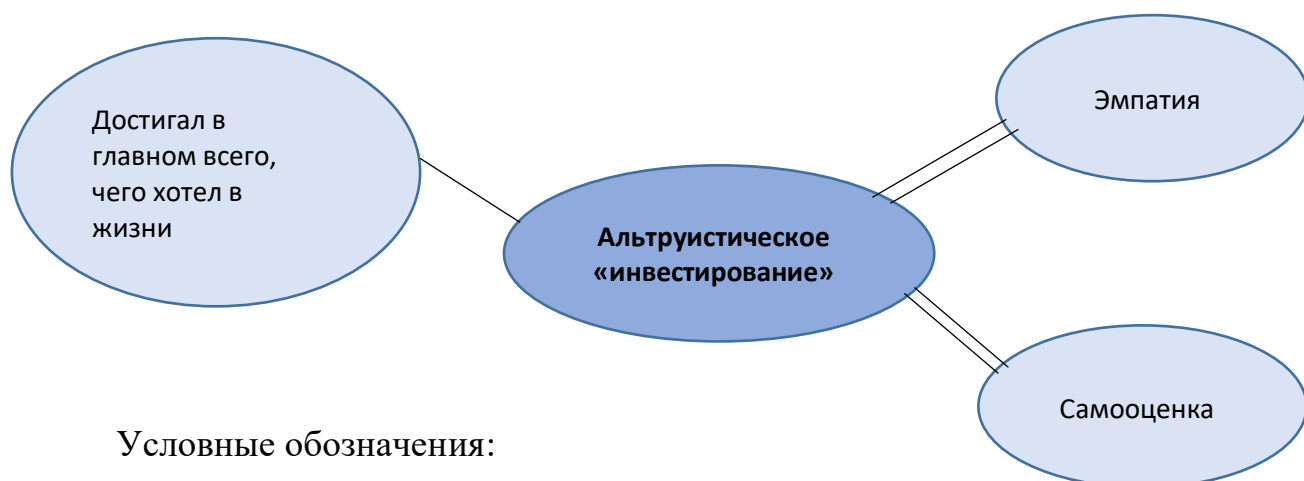 Достигал в
главном всего,
чего хотел в
жизни
Эмпатия
Альтруистическое
«инвестирование»
Самооценка
Условные обозначения: